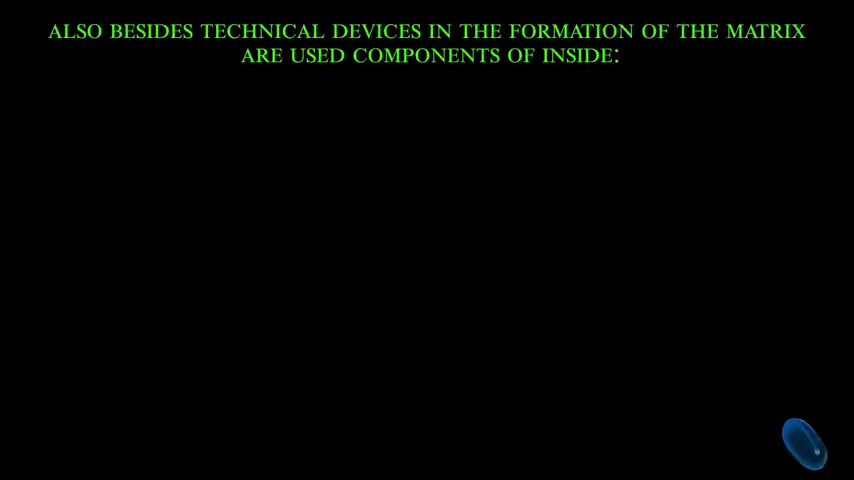 ALSO BESIDES TECHNICAL DEVICES IN THE FORMATION OF THE MATRIX
ARE USED COMPONENTS OF INSIDE: